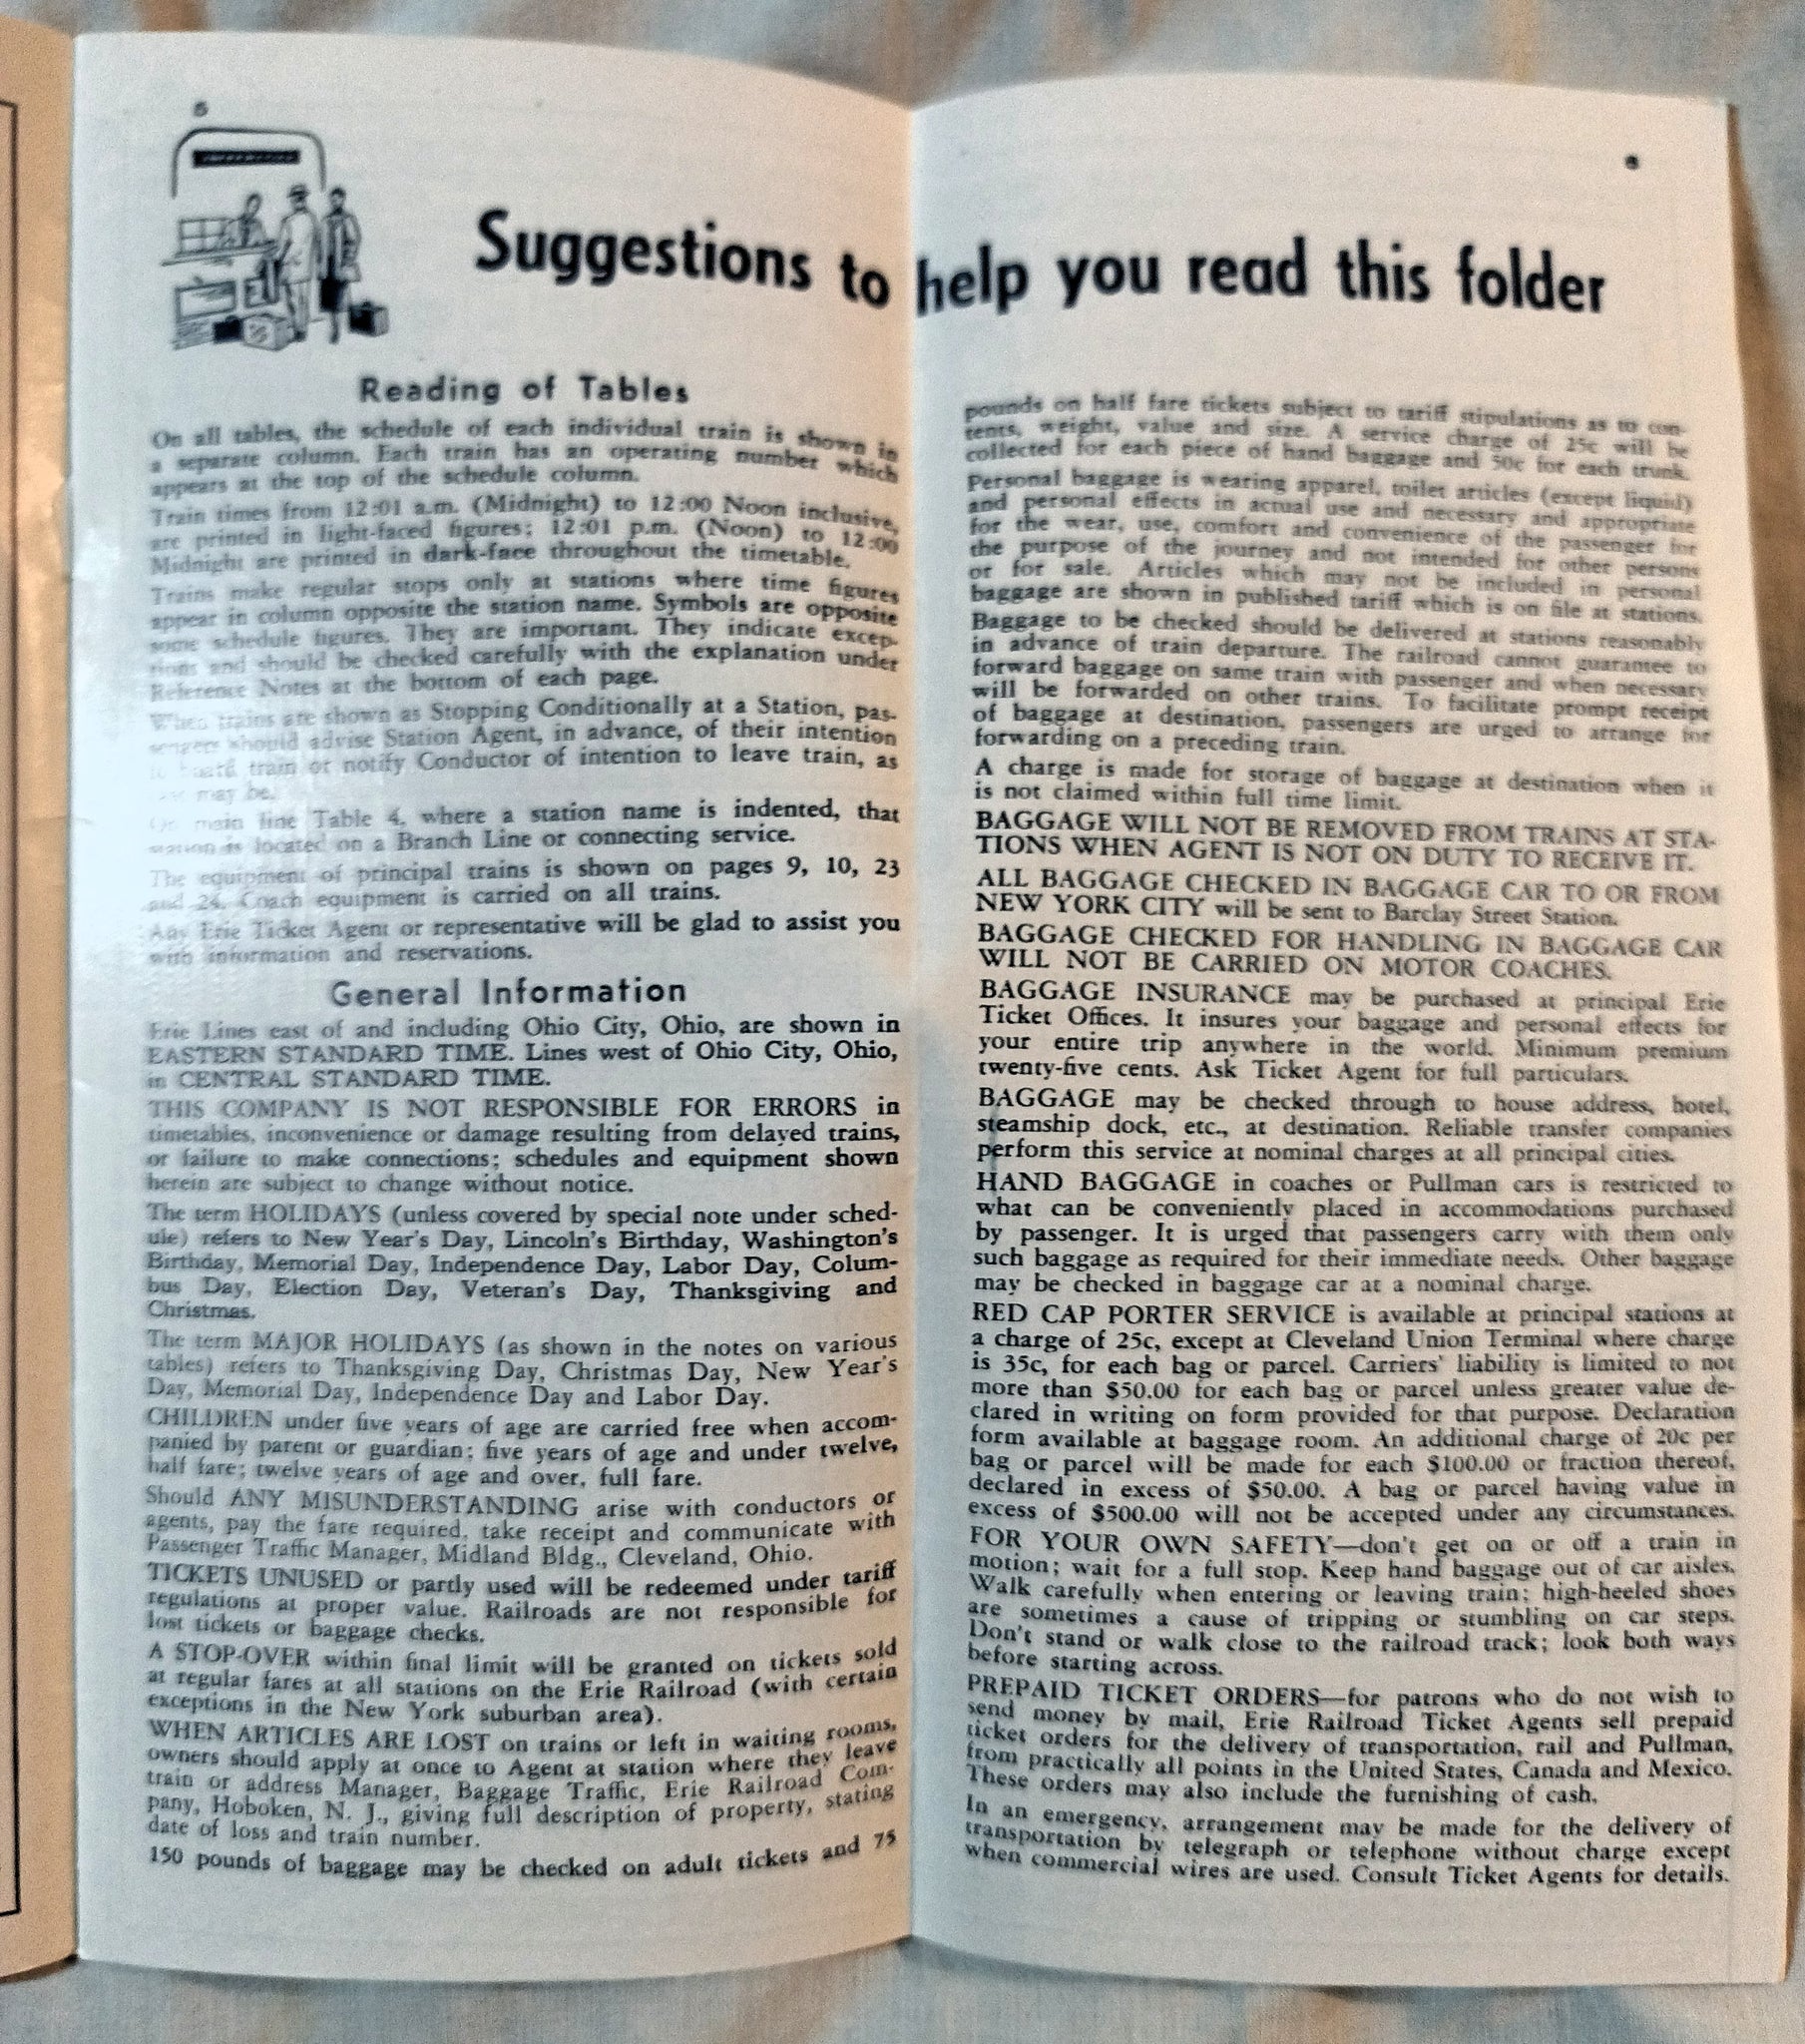 Suggestions to help you read this folder
Reading of Tables
On all tables, the schedule of each individual train is shown in
a separate column. Each train has an operating number which
appears at the top of the schedule column.
Train times from 12:01 a.m. (Midnight) to 12:00 Noon inclusive,
are printed in light-faced figures; 12:01 p.m. (Noon) to 12:00
Midnight are printed in dark-face throughout the timetable.
Trains make regular stops only at stations where time figures
appear in column opposite the station name. Symbols are opposite
some schedule figures. They are important. They indicate excep-
tions and should be checked carefully with the explanation under
Reference Notes at the bottom of each page.
When trains are shown as Stopping Conditionally at a Station, pas-
sengers should advise Station Agent, in advance, of their intention
to board train or notify Conductor of intention to leave train, as
may be.
On main line Table 4, where a station name is indented, that
station is located on a Branch Line or connecting service.
The equipment of principal trains is shown on pages 9, 10, 23
and 24. Coach equipment is carried on all trains.
Any Erie Ticket Agent or representative will be glad to assist you
with information and reservations.
General Information
Erie Lines east of and including Ohio City, Ohio, are shown in
EASTERN STANDARD TIME. Lines west of Ohio City, Ohio,
in CENTRAL STANDARD TIME.
THIS COMPANY IS NOT RESPONSIBLE FOR ERRORS in
timetables, inconvenience or damage resulting from delayed trains,
or failure to make connections; schedules and equipment shown
herein are subject to change without notice.
The term HOLIDAYS (unless covered by special note under sched-
ule) refers to New Year's Day, Lincoln's Birthday, Washington's
Birthday, Memorial Day, Independence Day, Labor Day, Colum-
bus Day, Election Day, Veteran's Day, Thanksgiving and
Christmas.
The term MAJOR HOLIDAYS (as shown in the notes on various
tables) refers to Thanksgiving Day, Christmas Day, New Year's
Day, Memorial Day, Independence Day and Labor Day.
CHILDREN under five years of age are carried free when accom-
panied by parent or guardian; five years of age and under twelve,
half fare; twelve years of age and over, full fare.
Should ANY MISUNDERSTANDING arise with conductors or
agents, pay the fare required, take receipt and communicate with
Passenger Traffic Manager, Midland Bldg., Cleveland, Ohio.
TICKETS UNUSED or partly used will be redeemed under tariff
regulations at proper value. Railroads are not responsible for
lost tickets or baggage checks.
A STOP-OVER within final limit will be granted on tickets sold
at regular fares at all stations on the Erie Railroad (with certain
exceptions in the New York suburban area).
WHEN ARTICLES ARE LOST on trains or left in waiting rooms,
owners should apply at once to Agent at station where they leave
train or address Manager, Baggage Traffic, Erie Railroad Com-
pany, Hoboken, N. J., giving full description of property, stating
date of loss and train number.
150 pounds of baggage may be checked on adult tickets and 75
pounds on half fare tickets subject to tariff stipulations as to con-
tents, weight, value and size. A service charge of 25c will be
collected for each piece of hand baggage and 50c for each trunk.
Personal baggage is wearing apparel, toilet articles (except liquid)
and personal effects in actual use and necessary and appropriate
for the wear, use, comfort and convenience of the passenger for
the purpose of the journey and not intended for other persons
or for sale. Articles which may not be included in personal
baggage are shown in published tariff which is on file at stations.
Baggage to be checked should be delivered at stations reasonably
in advance of train departure. The railroad cannot guarantee to
forward baggage on same train with passenger and when necessary
will be forwarded on other trains. To facilitate prompt receipt
of baggage at destination, passengers are urged to arrange for
forwarding on a preceding train.
A charge is made for storage of baggage at destination when it
is not claimed within full time limit.
BAGGAGE WILL NOT BE REMOVED FROM TRAINS AT STA-
TIONS WHEN AGENT IS NOT ON DUTY TO RECEIVE IT.
ALL BAGGAGE CHECKED IN BAGGAGE CAR TO OR FROM
NEW YORK CITY will be sent to Barclay Street Station.
BAGGAGE CHECKED FOR HANDLING IN BAGGAGE CAR
WILL NOT BE CARRIED ON MOTOR COACHES.
BAGGAGE INSURANCE may be purchased at principal Erie
Ticket Offices. It insures your baggage and personal effects for
your entire trip anywhere in the world. Minimum premium
twenty-five cents. Ask Ticket Agent for full particulars.
BAGGAGE may be checked through to house address, hotel,
steamship dock, etc., at destination. Reliable transfer companies
perform this service at nominal charges at all principal cities.
HAND BAGGAGE in coaches or Pullman cars is restricted to
what can be conveniently placed in accommodations purchased
by passenger. It is urged that passengers carry with them only
such baggage as required for their immediate needs. Other baggage
may be checked in baggage car at a nominal charge.
RED CAP PORTER SERVICE is available at principal stations at
a charge of 25c, except at Cleveland Union Terminal where charge
is 35c, for each bag or parcel. Carriers' liability is limited to not
more than $50.00 for each bag or parcel unless greater value de-
clared in writing on form provided for that purpose. Declaration
form available at baggage room. An additional charge of 20c per
bag or parcel will be made for each $100.00 or fraction thereof,
declared in excess of $50.00. A bag or parcel having value in
excess of $500.00 will not be accepted under any circumstances.
FOR YOUR OWN SAFETY—don't get on or off a train in
motion; wait for a full stop. Keep hand baggage out of car aisles.
Walk carefully when entering or leaving train; high-heeled shoes
are sometimes a cause of tripping or stumbling on car steps.
Don't stand or walk close to the railroad track; look both ways
before starting across.
PREPAID TICKET ORDERS—for patrons who do not wish to
send money by mail, Erie Railroad Ticket Agents sell prepaid
ticket orders for the delivery of transportation, rail and Pullman,
from practically all points in the United States, Canada and Mexico.
These orders may also include the furnishing of cash.
In an emergency, arrangement may be made for the delivery of
transportation by telegraph or telephone without charge except
when commercial wires are used. Consult Ticket Agents for details.